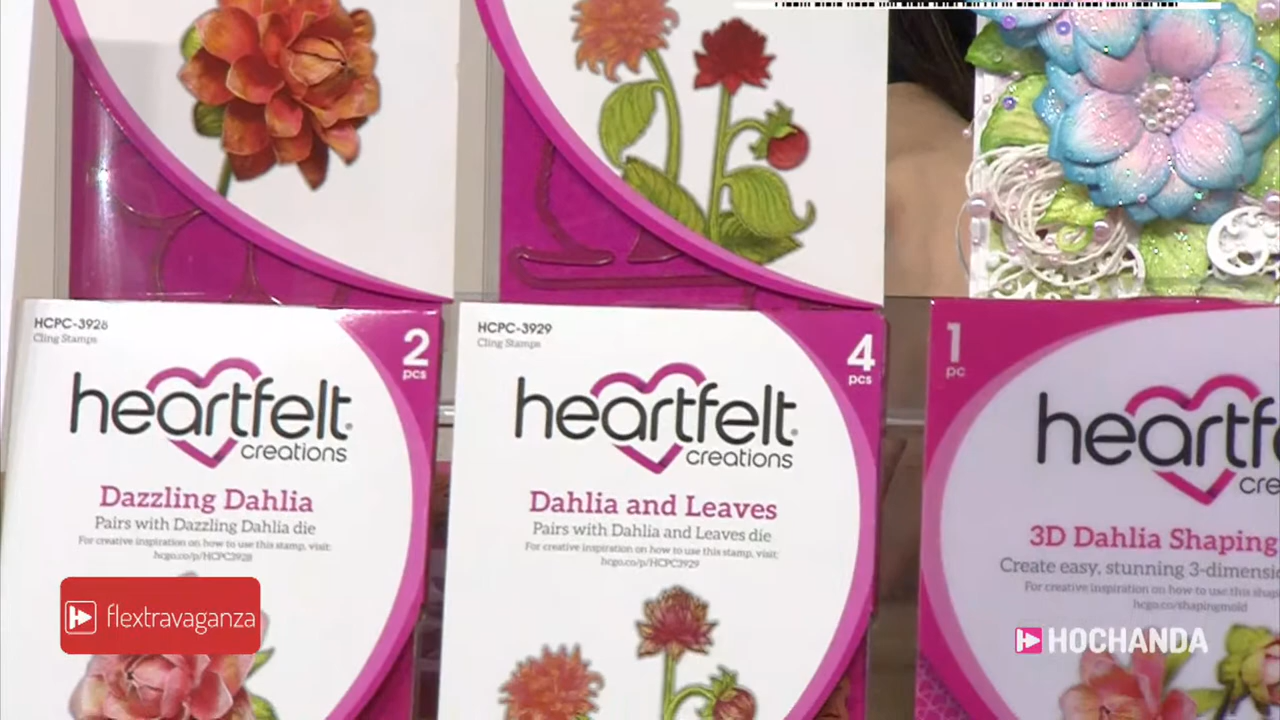 HCPC-3928
Cling Stamps
2
pcs
heartfelt
creations
Dazzling Dahlia
Pairs with Dazzling Dahlia die
For creative inspiration on how to use this stamp, visit:
hcgo.co/p/HCPC3928
flextravaganza
HCPC-3929
Cling Stamps
4
pcs
heartfelt
creations
Dahlia and Leaves
Pairs with Dahlia and Leaves die
For creative inspiration on how to use this stamp, visit:
hcgo.co/p/HCPC3929
1
pc
heartf
cre
3D Dahlia Shaping
Create easy, stunning 3-dimensio
For creative inspiration on how to use this shap
hcgo.co/shapingmold
HOCHANDA